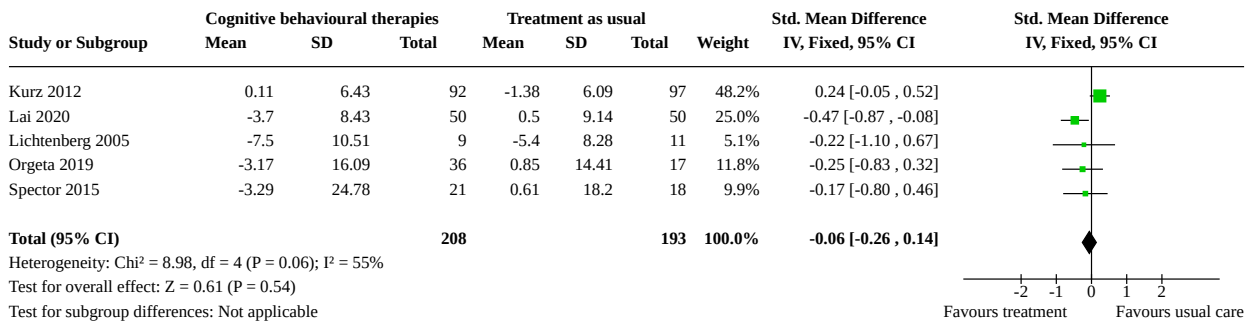 Cognitive behavioural therapies Treatment as usual Std. Mean Difference Std. Mean Difference
Study or Subgroup Mean SD Total Mean SD Total Weight IV, Fixed, 95% CI IV, Fixed, 95% CI
Kurz 2012 0.11 6.43 92 -1.38 6.09 97 48.2% 0.24 [-0.05 , 0.52]
Lai 2020 -3.7 8.43 50 0.5 9.14 50 25.0% -0.47 [-0.87 , -0.08]
Lichtenberg 2005 -7.5 10.51 9 -5.4 8.28 11 5.1% -0.22 [-1.10 , 0.67]
Orgeta 2019 -3.17 16.09 36 0.85 14.41 17 11.8% -0.25 [-0.83 , 0.32]
Spector 2015 -3.29 24.78 21 0.61 18.2 18 9.9% -0.17 [-0.80 , 0.46]
Total (95% CI) 208 193 100.0% -0.06 [-0.26 , 0.14]
Heterogeneity: Chi² = 8.98, df = 4 (P = 0.06); I² = 55%
Test for overall effect: Z = 0.61 (P = 0.54) -2 -1 0 1 2
Test for subgroup differences: Not applicable Favours treatment Favours usual care